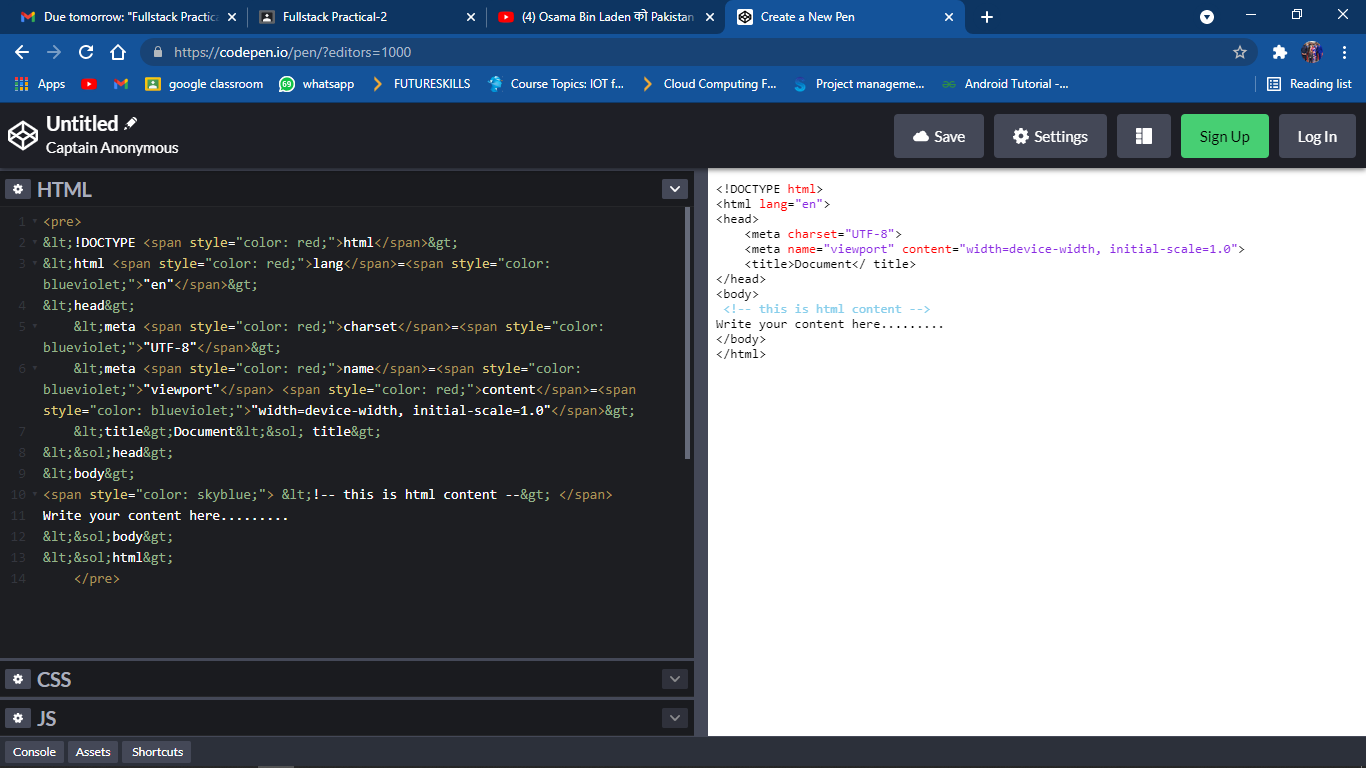 Due tomorrow: "Fullstack Practica
Fullstack Practical-2
(4) Osama Bin Laden को Pakistan
Create a New Pen
https://codepen.io/pen/?editors=1000
Apps
google classroom
69
whatsapp
FUTURESKILLS
Course Topics: IOT f...
Cloud Computing F...
Project manageme...
Android Tutorial -...
Reading list
Untitled
Captain Anonymous
Save
Settings
Sign Up
Log In
HTML
1 <pre>
2 &lt;!DOCTYPE <span style="color: red;">html</span>&gt;
3 &lt;html <span style="color: red;">lang</span>=<span style="color:
blueviolet;">"en"</span>&gt;
4 &lt;head&gt;
5 &lt;meta <span style="color: red;">charset</span>=<span style="color:
blueviolet;">"UTF-8"</span>&gt;
6 &lt;meta <span style="color: red;">name</span>=<span style="color:
blueviolet;">"viewport"</span> <span style="color: red;">content</span>=<span
style="color: blueviolet;">"width=device-width, initial-scale=1.0"</span>&gt;
7 &lt;title&gt;Document&lt;&sol; title&gt;
8 &lt;&sol;head&gt;
9 &lt;body&gt;
10 <span style="color: skyblue;"> &lt;!-- this is html content --&gt; </span>
11 Write your content here.........
12 &lt;&sol;body&gt;
13 &lt;&sol;html&gt;
14 </pre>
CSS
JS
Console
Assets
Shortcuts
<!DOCTYPE html>
<html lang="en">
<head>
<meta charset="UTF-8">
<meta name="viewport" content="width=device-width, initial-scale=1.0">
<title>Document</ title>
</head>
<body>
<!-- this is html content -->
Write your content here.........
</body>
</html>